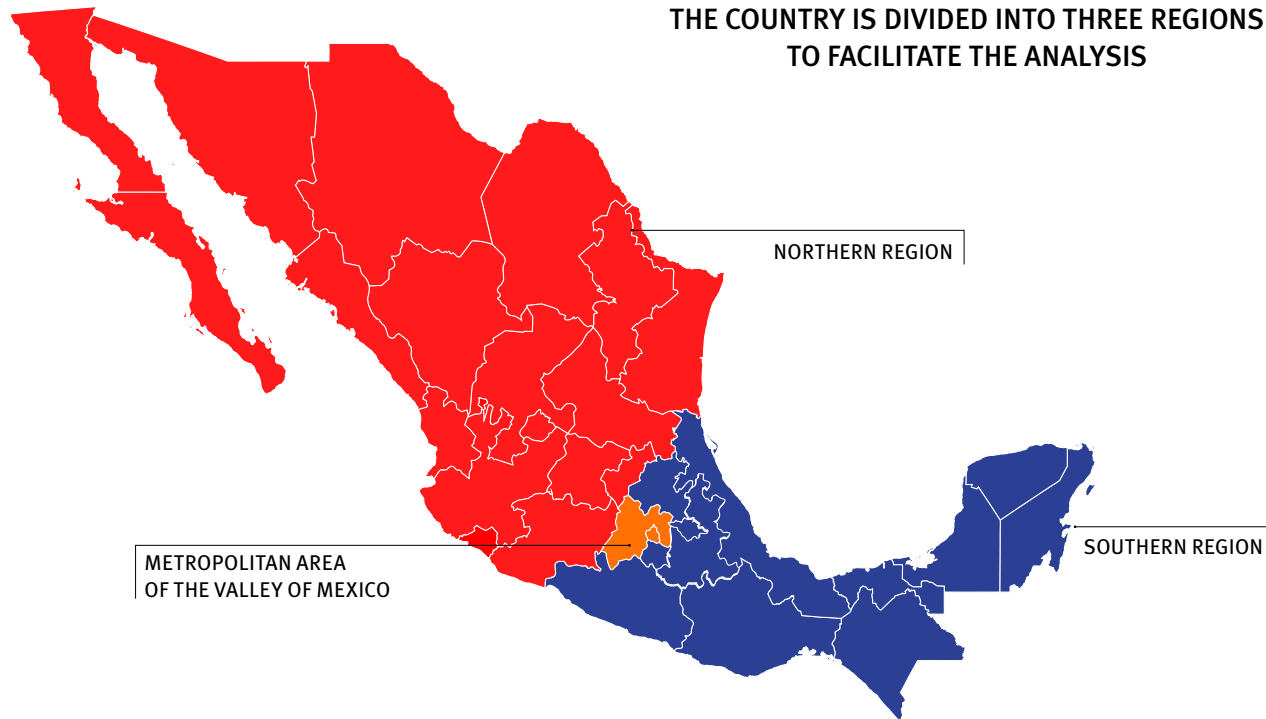 THE COUNTRY IS DIVIDED INTO THREE REGIONS
TO FACILITATE THE ANALYSIS
NORTHERN REGION
METROPOLITAN AREA
OF THE VALLEY OF MEXICO
SOUTHERN REGION